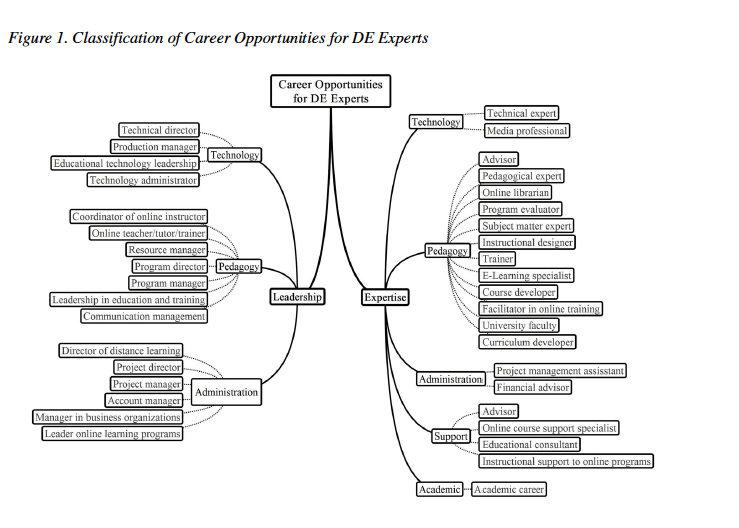 Figure 1. Classification of Career Opportunities for DE Experts
Career Opportunities
for DE Experts
Technical director
Production manager
Educational technology leadership
Technology administrator
Technology
Coordinator of online instructor
Online teacher/tutor/trainer
Resource manager
Program director
Program manager
Leadership in education and training
Communication management
Pedagogy
Director of distance learning
Project director
Project manager
Account manager
Manager in business organizations
Leader online learning programs
Administration
Leadership
Expertise
Technology
Technical expert
Media professional
Pedagogy
Advisor
Pedagogical expert
Online librarian
Program evaluator
Subject matter expert
Instructional designer
Trainer
E-Learning specialist
Course developer
Facilitator in online training
University faculty
Curriculum developer
Administration
Project management assisstant
Financial advisor
Support
Advisor
Online course support specialist
Educational consultant
Instructional support to online programs
Academic
Academic career